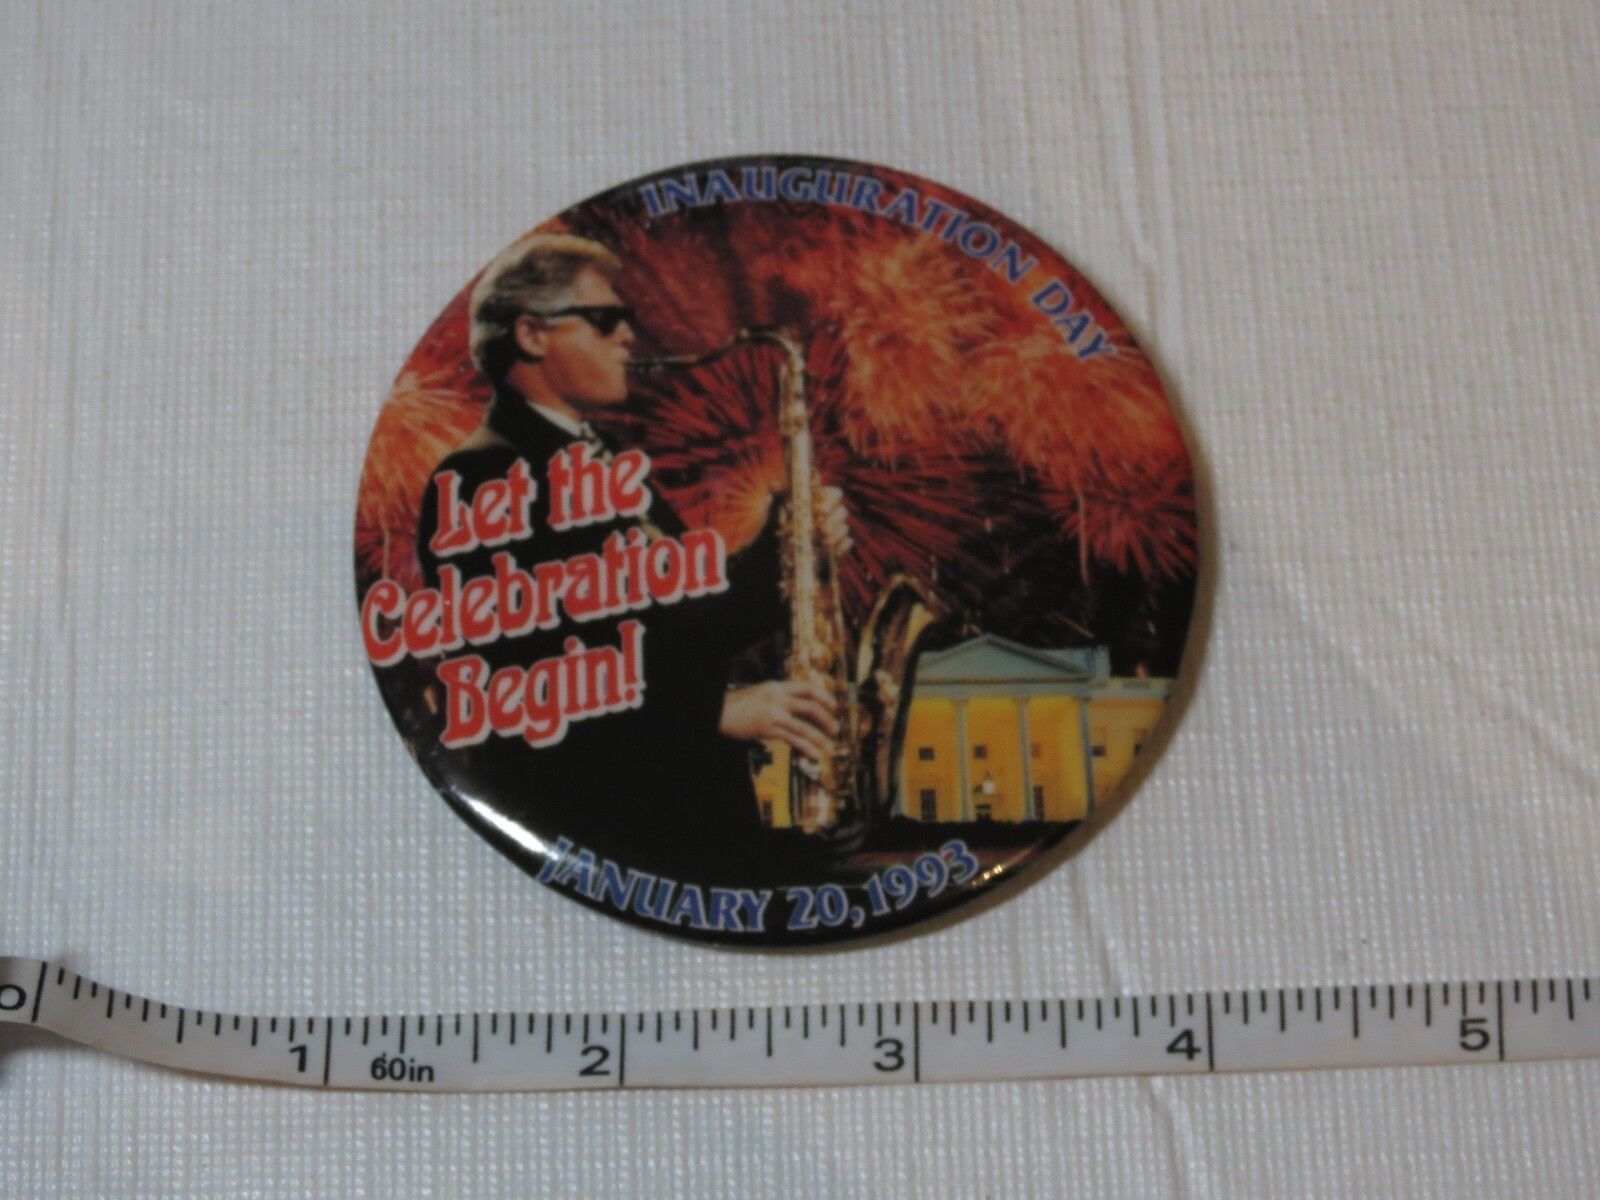 INAUGURATION DAY
Let the
Celebration
Begin!
JANUARY 20, 1993
0 1 60in 2 3 4 5